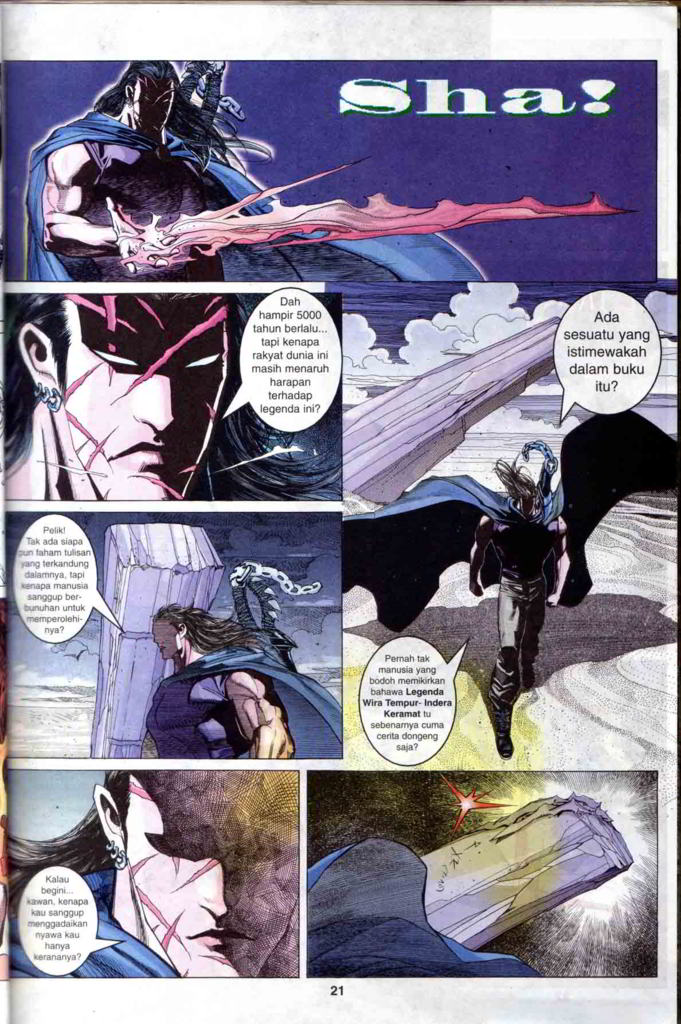 Sha!
Dah
hampir 5000
tahun berlalu...
tapi kenapa
rakyat dunia ini
masih menaruh
harapan
terhadap
legenda ini?
Ada
sesuatu yang
istimewakah
dalam buku
itu?
Pelik!
Tak ada siapa
pun faham tulisan
yang terkandung
dalamnya, tapi
kenapa manusia
sanggup ber-
bunuhan untuk
memperolehi-
nya?
Pernah tak
manusia yang
bodoh memikirkan
bahawa Legenda
Wira Tempur- Indera
Keramat tu
sebenarnya cuma
cerita dongeng
saja?
Kalau
begini...
kawan, kenapa
kau sanggup
menggadaikan
nyawa kau
hanya
kerananya?
21